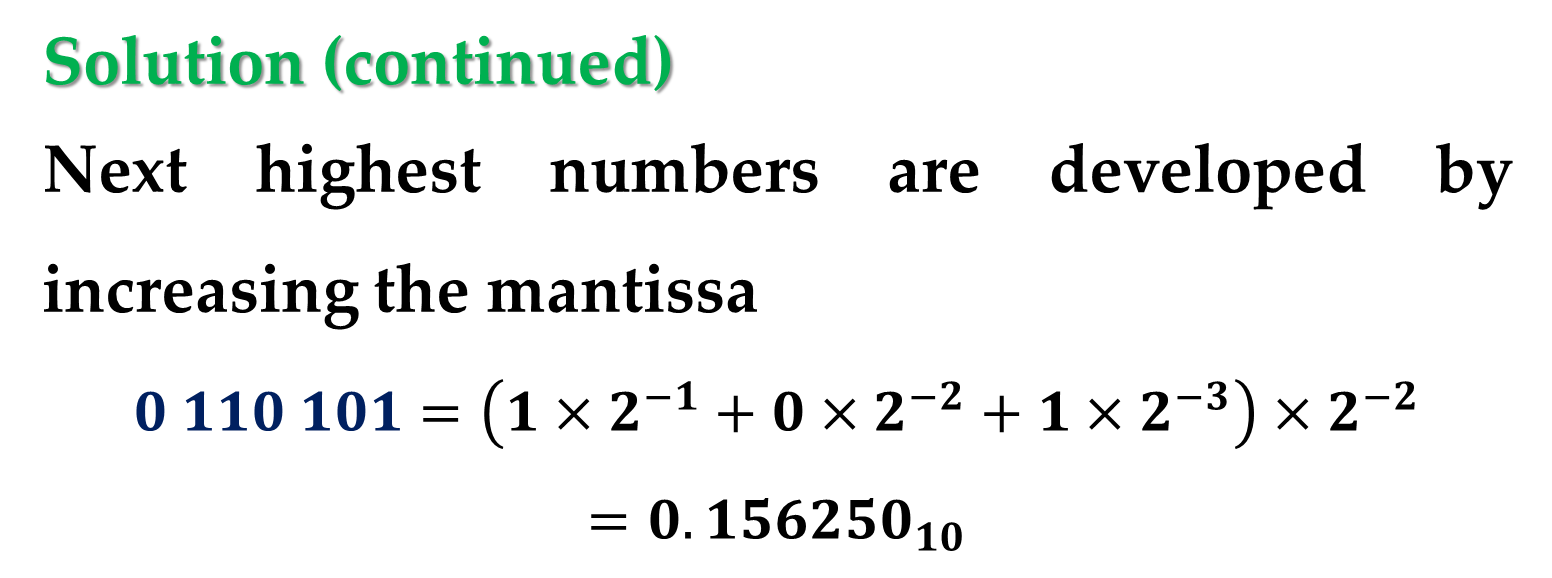 Solution (continued)
Next highest numbers are developed by
increasing the mantissa
0 110 101 = (1 × 2⁻¹ + 0 × 2⁻² + 1 × 2⁻³) × 2⁻²
= 0.156250₁₀